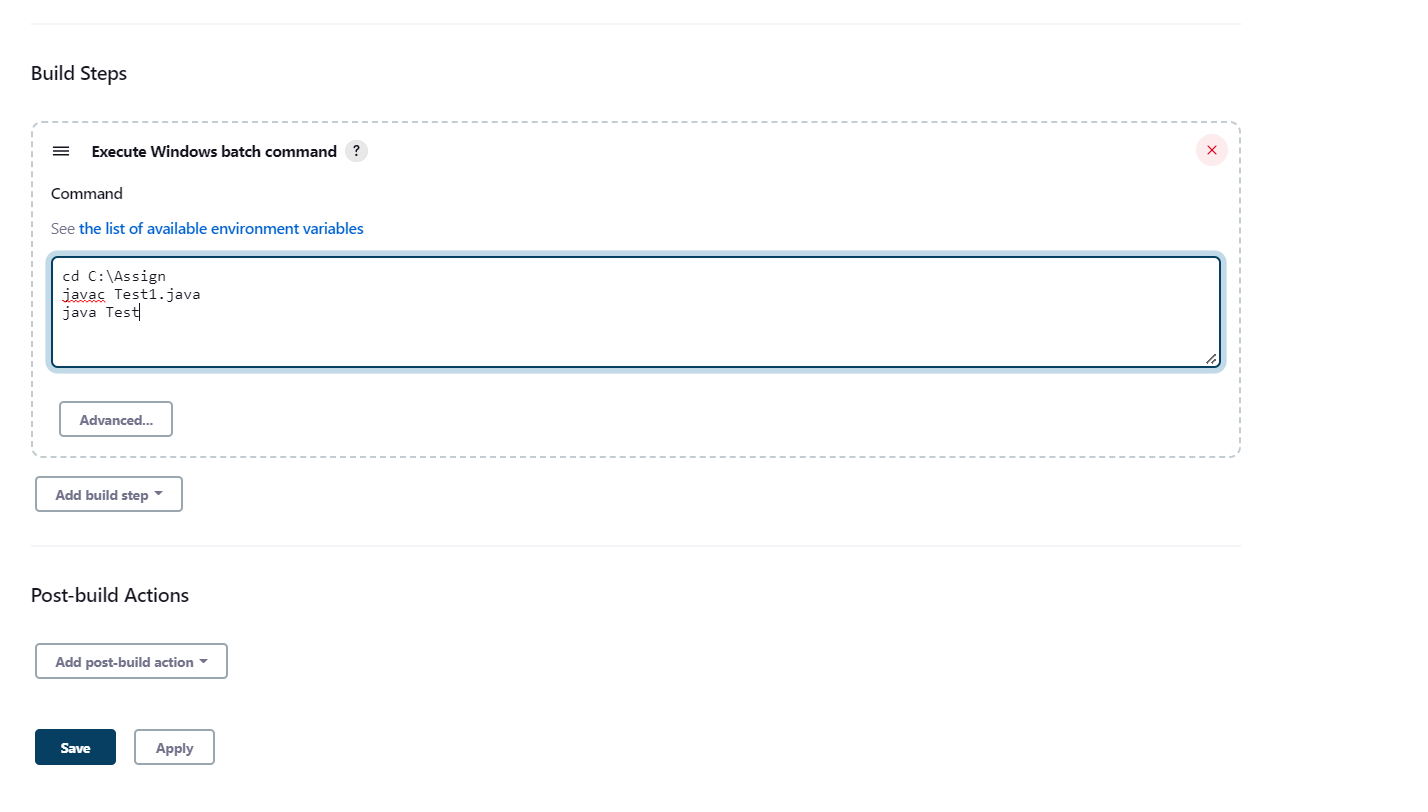 Build Steps
Execute Windows batch command ?
Command
See the list of available environment variables
cd C:\Assign
javac Test1.java
java Test
Advanced...
Add build step
Post-build Actions
Add post-build action
Save Apply